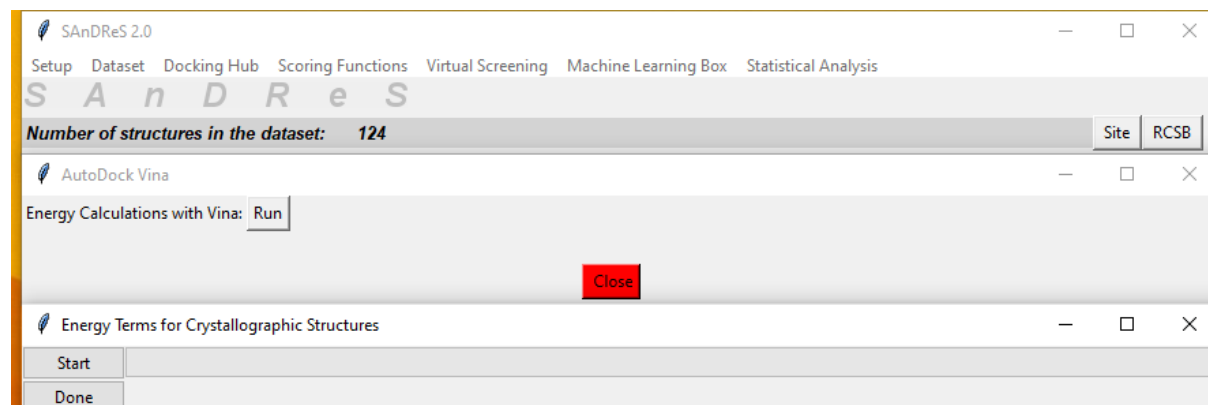 SAnDReS 2.0
Setup Dataset Docking Hub Scoring Functions Virtual Screening Machine Learning Box Statistical Analysis
S A n D R e S
Number of structures in the dataset: 124 Site RCSB
AutoDock Vina
Energy Calculations with Vina: Run
Close
Energy Terms for Crystallographic Structures
Start
Done